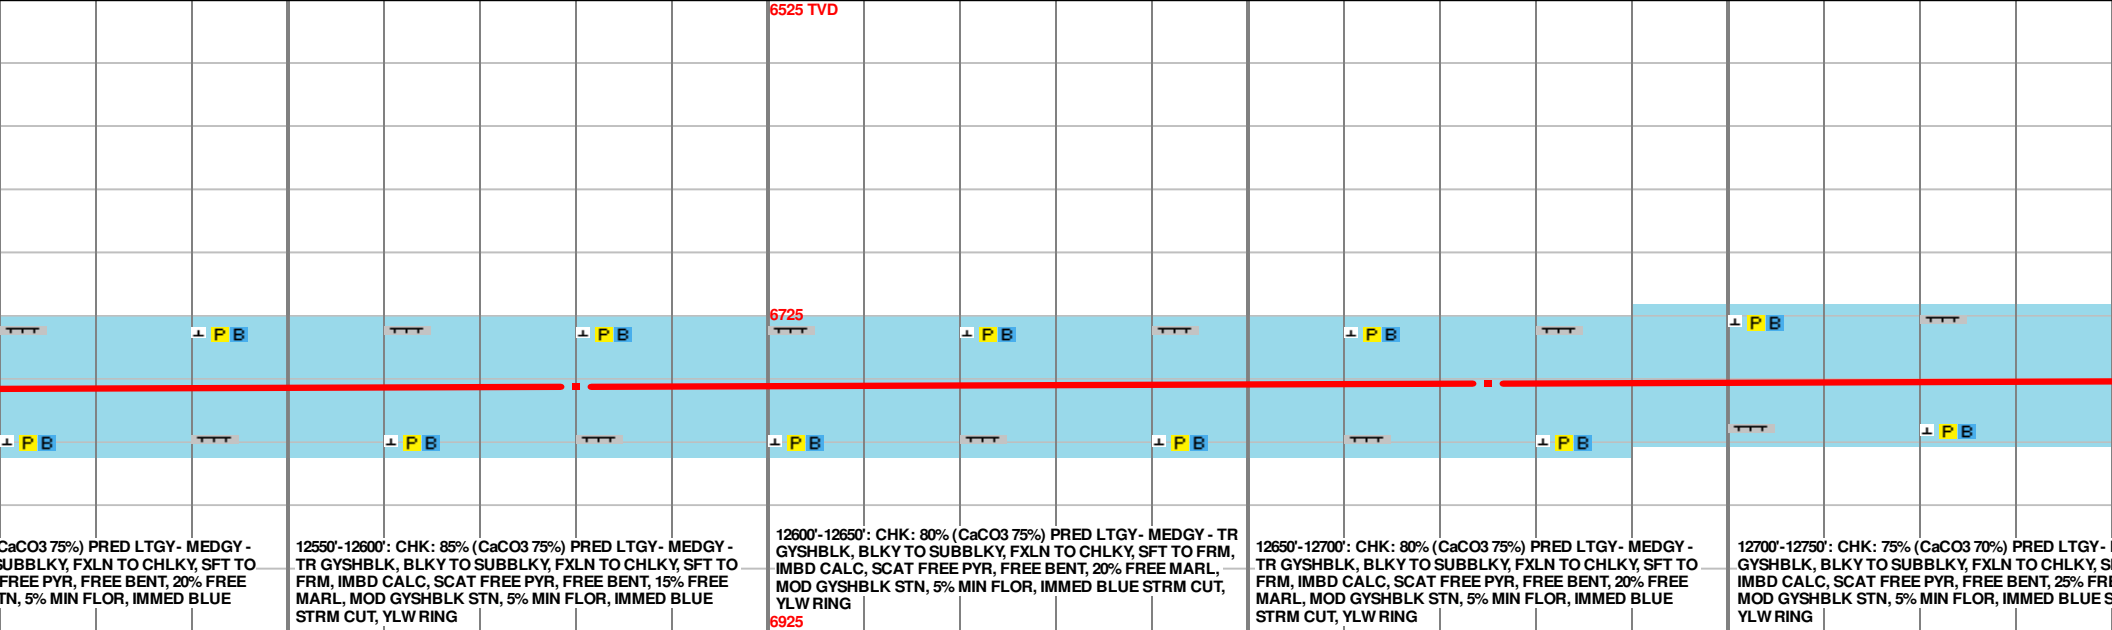 6525 TVD
6725
P B
P B
P B
P B
P B
P B
P B
P B
P B
P B
P B
P B
CaCO3 75%) PRED LTGY - MEDGY -
SUBBLKY, FXLN TO CHLKY, SFT TO
FREE PYR, FREE BENT, 20% FREE
TN, 5% MIN FLOR, IMMED BLUE
12550'-12600': CHK: 85% (CaCO3 75%) PRED LTGY - MEDGY -
TR GYSHBLK, BLKY TO SUBBLKY, FXLN TO CHLKY, SFT TO
FRM, IMBD CALC, SCAT FREE PYR, FREE BENT, 15% FREE
MARL, MOD GYSHBLK STN, 5% MIN FLOR, IMMED BLUE
STRM CUT, YLW RING
12600'-12650': CHK: 80% (CaCO3 75%) PRED LTGY - MEDGY - TR
GYSHBLK, BLKY TO SUBBLKY, FXLN TO CHLKY, SFT TO FRM,
IMBD CALC, SCAT FREE PYR, FREE BENT, 20% FREE MARL,
MOD GYSHBLK STN, 5% MIN FLOR, IMMED BLUE STRM CUT,
YLW RING
6925
12650'-12700': CHK: 80% (CaCO3 75%) PRED LTGY - MEDGY -
TR GYSHBLK, BLKY TO SUBBLKY, FXLN TO CHLKY, SFT TO
FRM, IMBD CALC, SCAT FREE PYR, FREE BENT, 20% FREE
MARL, MOD GYSHBLK STN, 5% MIN FLOR, IMMED BLUE
STRM CUT, YLW RING
12700'-12750': CHK: 75% (CaCO3 70%) PRED LTGY -
GYSHBLK, BLKY TO SUBBLKY, FXLN TO CHLKY,
IMBD CALC, SCAT FREE PYR, FREE BENT, 25%
MOD GYSHBLK STN, 5% MIN FLOR, IMMED BLUE
YLW RING